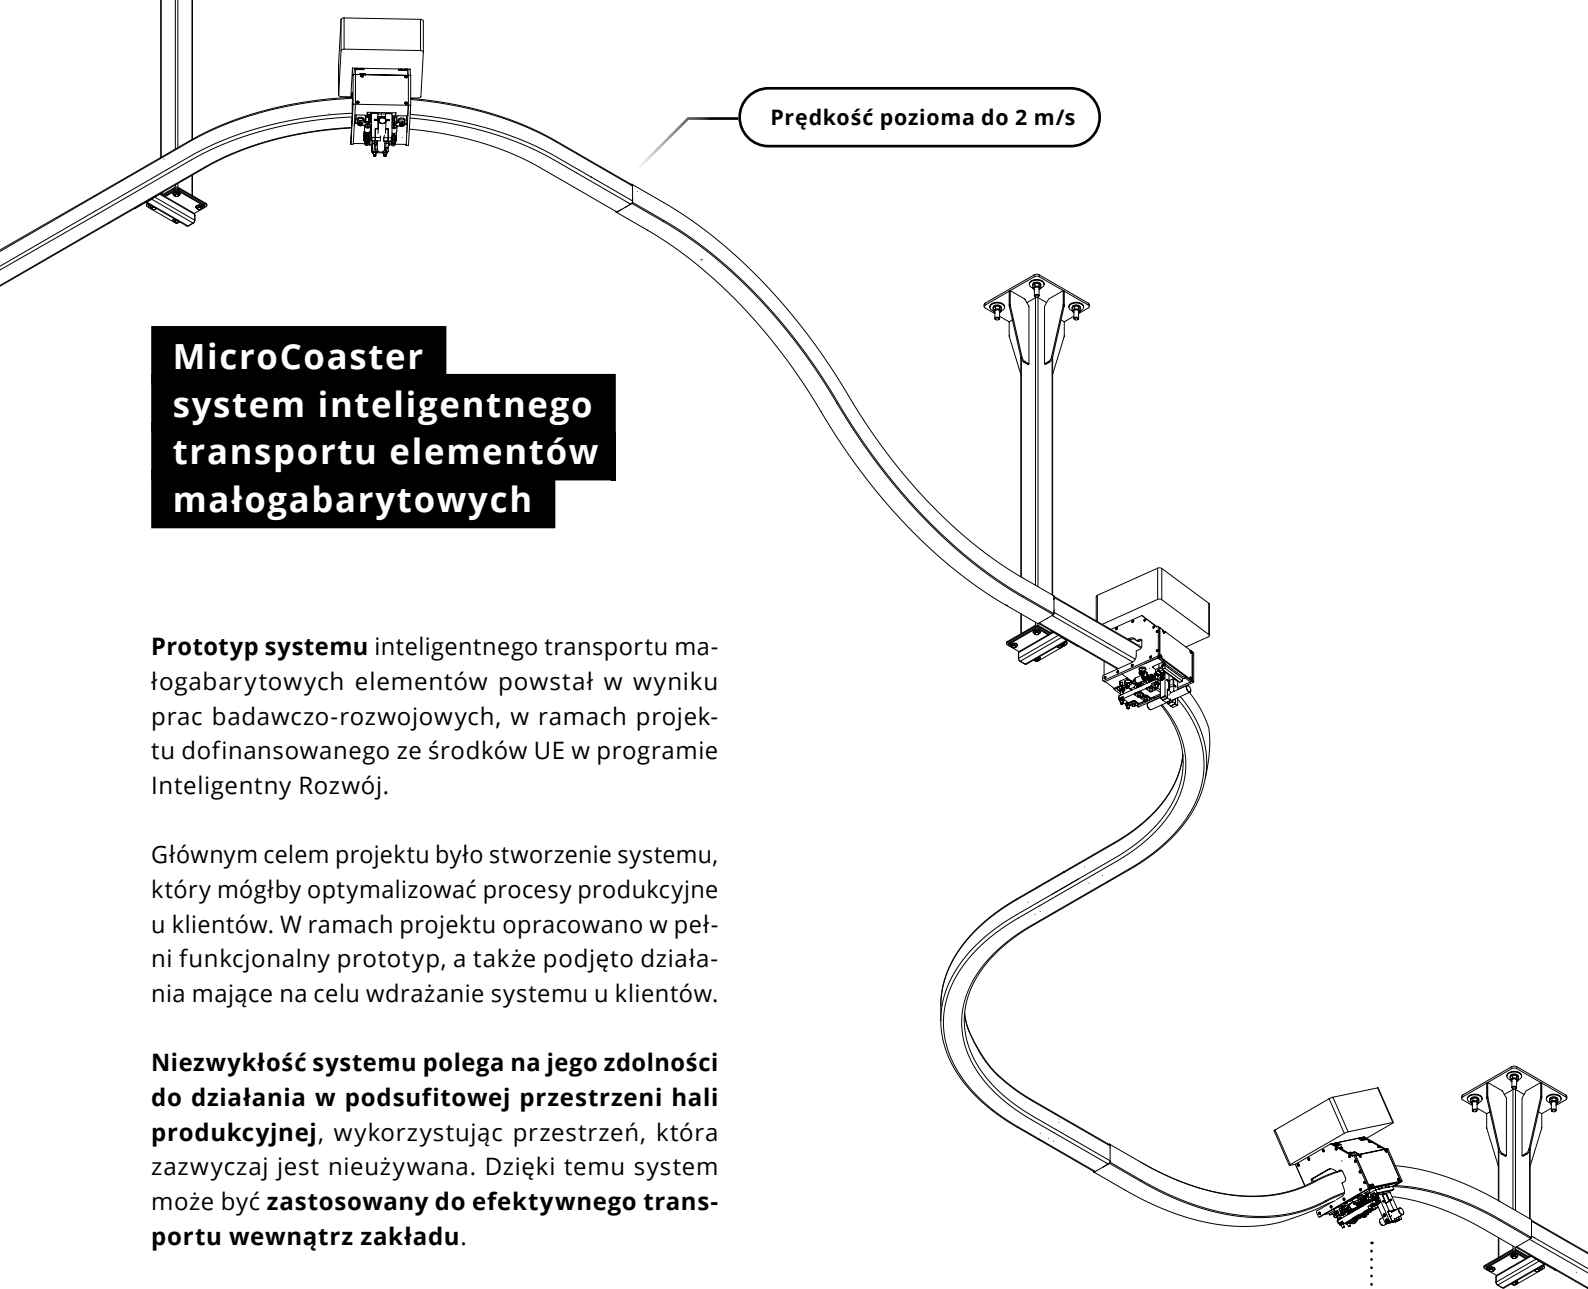 Prędkość pozioma do 2 m/s
MicroCoaster
system inteligentnego
transportu elementów
małogabarytowych
Prototyp systemu inteligentnego transportu ma-
łogabarytowych elementów powstał w wyniku
prac badawczo-rozwojowych, w ramach projek-
tu dofinansowanego ze środków UE w programie
Inteligentny Rozwój.
Głównym celem projektu było stworzenie systemu,
który mógłby optymalizować procesy produkcyjne
u klientów. W ramach projektu opracowano w peł-
ni funkcjonalny prototyp, a także podjęto działa-
nia mające na celu wdrażanie systemu u klientów.
Niezwykłość systemu polega na jego zdolności
do działania w podsufitowej przestrzeni hali
produkcyjnej, wykorzystując przestrzeń, która
zazwyczaj jest nieużywana. Dzięki temu system
może być zastosowany do efektywnego trans-
portu wewnątrz zakładu.